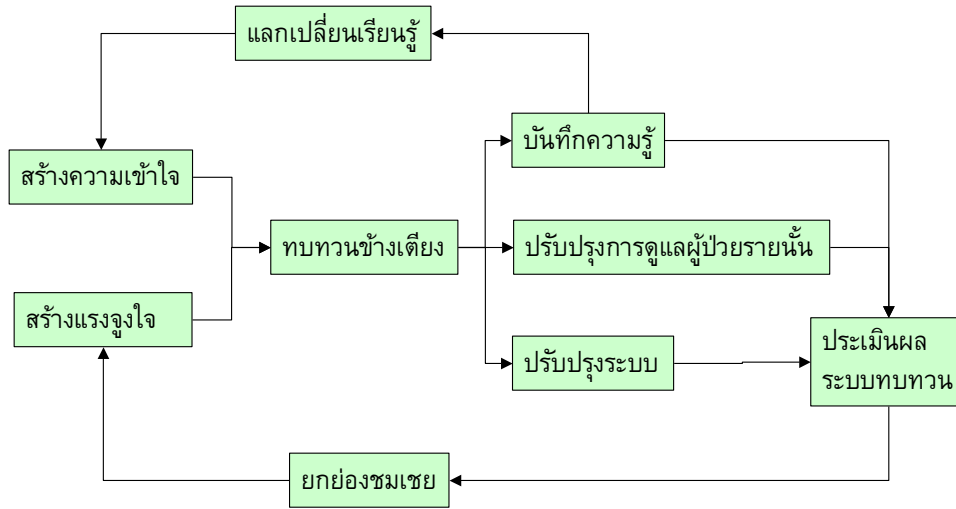 แลกเปลี่ยนเรียนรู้
บันทึกความรู้
สร้างความเข้าใจ
ทบทวนข้างเตียง
ปรับปรุงการดูแลผู้ป่วยรายนั้น
สร้างแรงจูงใจ
ปรับปรุงระบบ
ประเมินผล
ระบบทบทวน
ยกย่องชมเชย